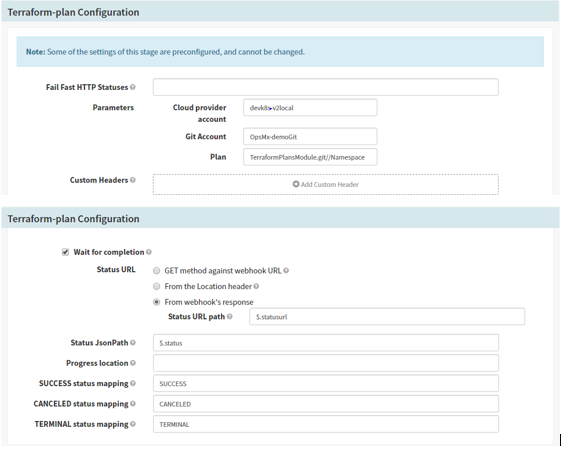 Terraform-plan Configuration
Note: Some of the settings of this stage are preconfigured, and cannot be changed.
Fail Fast HTTP Statuses
Parameters
Cloud provider account
devk8s-v2local
Git Account
OpsMx-demoGit
Plan
TerraformPlansModule.git//Namespace
Custom Headers
Add Custom Header
Terraform-plan Configuration
Wait for completion
Status URL
GET method against webhook URL
From the Location header
From webhook's response
Status URL path
$.statusurl
Status JsonPath
$.status
Progress location
SUCCESS status mapping
SUCCESS
CANCELED status mapping
CANCELED
TERMINAL status mapping
TERMINAL